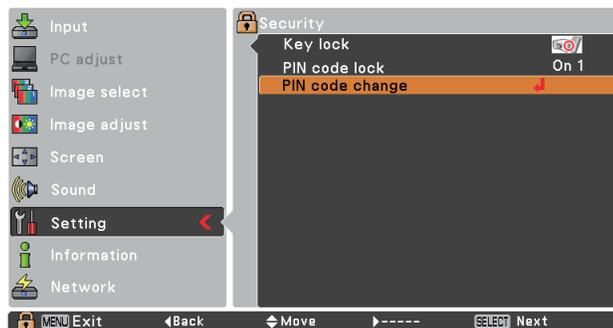 Input
PC adjust
Image select
Image adjust
Screen
Sound
Setting
Information
Network
Security
Key lock
PIN code lock On 1
PIN code change
MENU Exit Back Move ----- SELECT Next